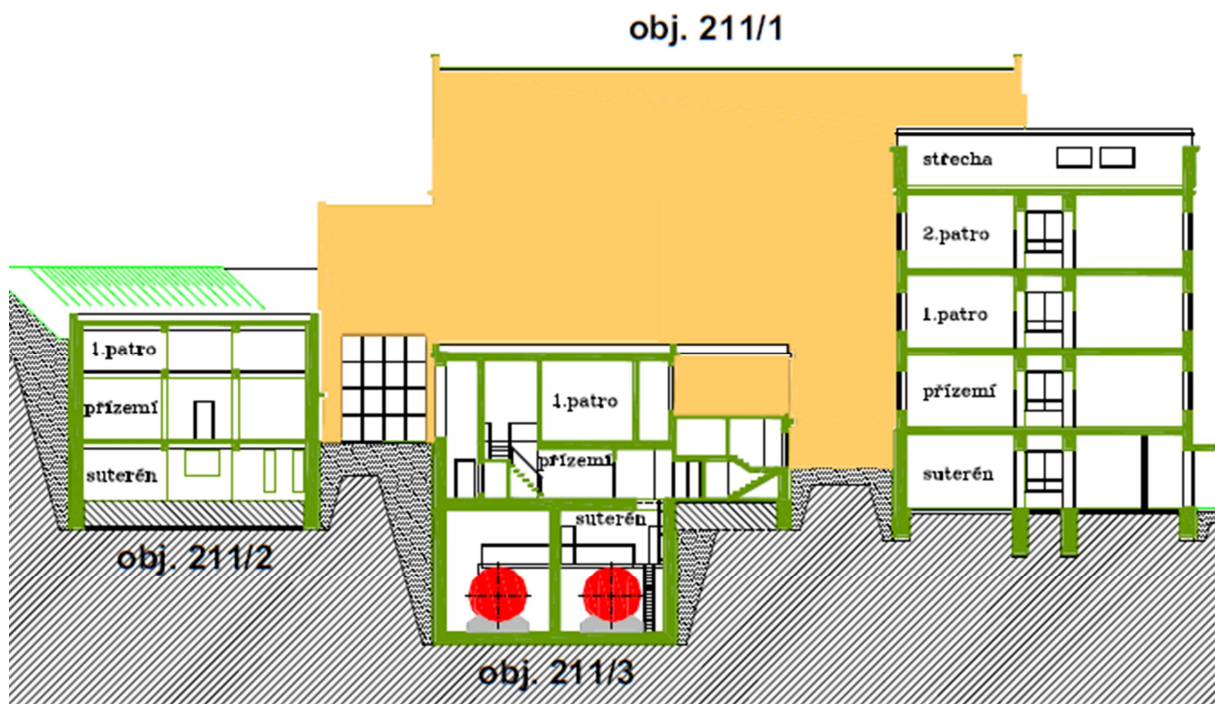 obj. 211/1
střecha
2.patro
1.patro
přízemí
suterén
1.patro
přízemí
suterén
obj. 211/2
1.patro
přízemí
suterén
obj. 211/3